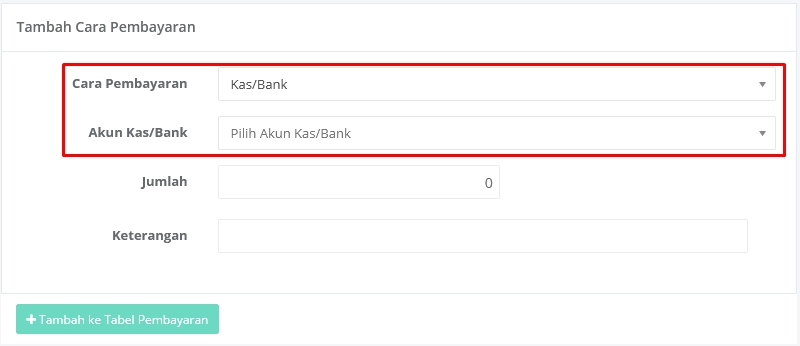 Tambah Cara Pembayaran
Cara Pembayaran Kas/Bank
Akun Kas/Bank Pilih Akun Kas/Bank
Jumlah 0
Keterangan
Tambah ke Tabel Pembayaran